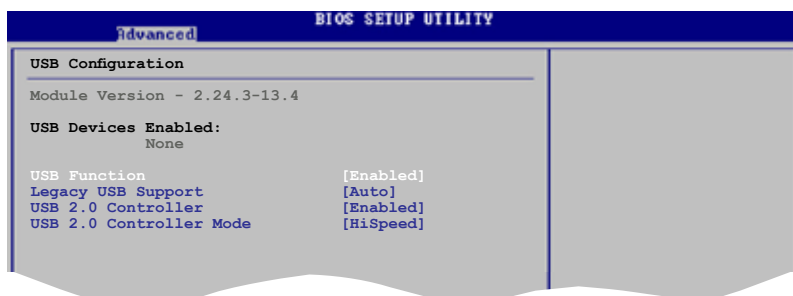 BIOS SETUP UTILITY
Advanced
USB Configuration
Module Version - 2.24.3-13.4
USB Devices Enabled:
None
USB Function [Enabled]
Legacy USB Support [Auto]
USB 2.0 Controller [Enabled]
USB 2.0 Controller Mode [HiSpeed]